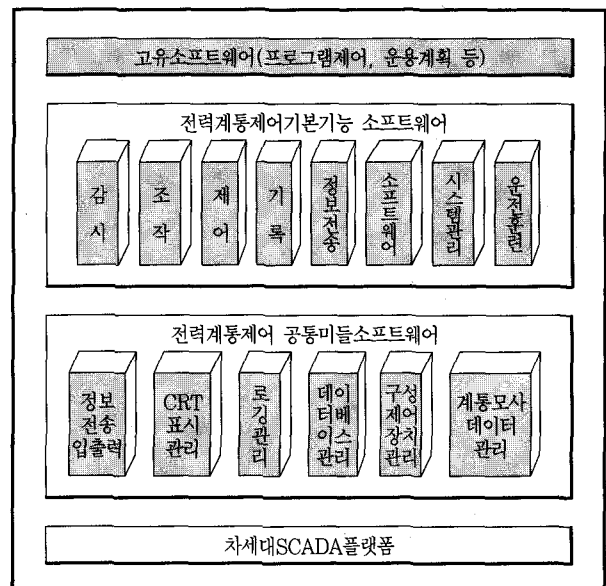 고유소프트웨어(프로그램제어, 운용계획 등)
전력계통제어기본기능 소프트웨어
감시
조작
제어
기록
정보전송
소프트웨어
시스템관리
운전훈련
전력계통제어 공통미들소프트웨어
정보
전송
입출력
CRT
표시
관리
로깅관리
데이
터베
이스
관리
구성
제어
장치
관리
계통모사
데이터
관리
차세대SCADA플랫폼